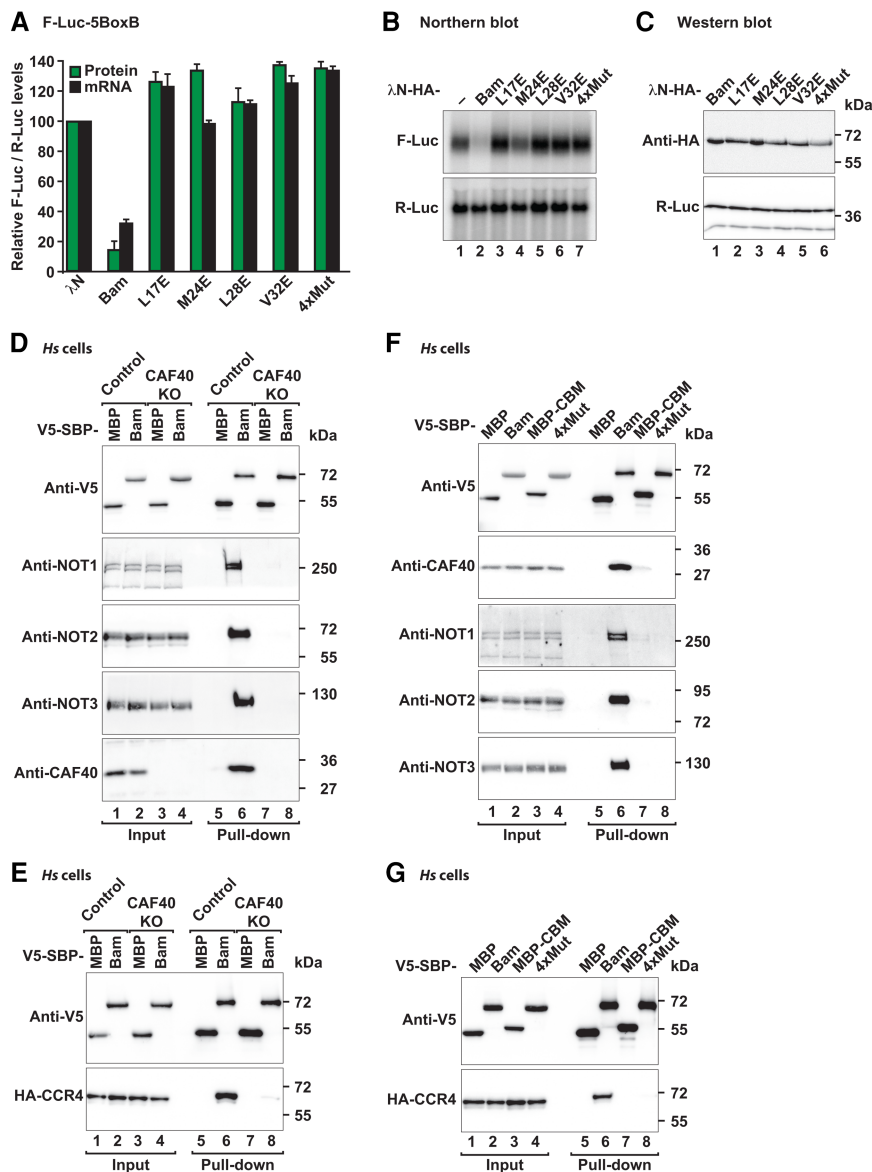 A F-Luc-5BoxB
Relative F-Luc / R-Luc levels
140
120
100
80
60
40
20
0
Protein
mRNA
λN
Bam
L17E
M24E
L28E
V32E
4xMut
B Northern blot
λN-HA-
– Bam L17E M24E L28E V32E 4xMut
F-Luc
R-Luc
1 2 3 4 5 6 7
C Western blot
λN-HA-
Bam L17E M24E L28E V32E 4xMut
kDa
Anti-HA
72
55
R-Luc
36
1 2 3 4 5 6
D Hs cells
Control CAF40 KO Control CAF40 KO
V5-SBP- MBP Bam MBP Bam MBP Bam MBP Bam kDa
Anti-V5
72
55
Anti-NOT1
250
Anti-NOT2
72
55
Anti-NOT3
130
Anti-CAF40
36
27
1 2 3 4 5 6 7 8
Input Pull-down
F Hs cells
V5-SBP- MBP Bam MBP-CBM 4xMut MBP Bam MBP-CBM 4xMut kDa
Anti-V5
72
55
Anti-CAF40
36
27
Anti-NOT1
250
Anti-NOT2
95
72
Anti-NOT3
130
1 2 3 4 5 6 7 8
Input Pull-down
E Hs cells
Control CAF40 KO Control CAF40 KO
V5-SBP- MBP Bam MBP Bam MBP Bam MBP Bam kDa
Anti-V5
72
55
HA-CCR4
72
55
1 2 3 4 5 6 7 8
Input Pull-down
G Hs cells
V5-SBP- MBP Bam MBP-CBM 4xMut MBP Bam MBP-CBM 4xMut kDa
Anti-V5
72
55
HA-CCR4
72
55
1 2 3 4 5 6 7 8
Input Pull-down